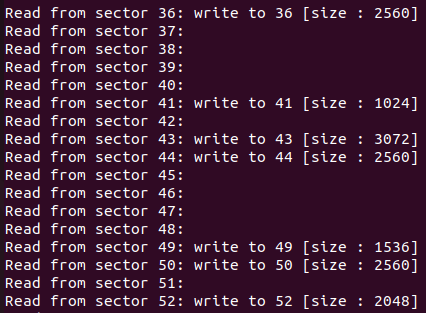 Read from sector 36: write to 36 [size : 2560]
Read from sector 37:
Read from sector 38:
Read from sector 39:
Read from sector 40:
Read from sector 41: write to 41 [size : 1024]
Read from sector 42:
Read from sector 43: write to 43 [size : 3072]
Read from sector 44: write to 44 [size : 2560]
Read from sector 45:
Read from sector 46:
Read from sector 47:
Read from sector 48:
Read from sector 49: write to 49 [size : 1536]
Read from sector 50: write to 50 [size : 2560]
Read from sector 51:
Read from sector 52: write to 52 [size : 2048]